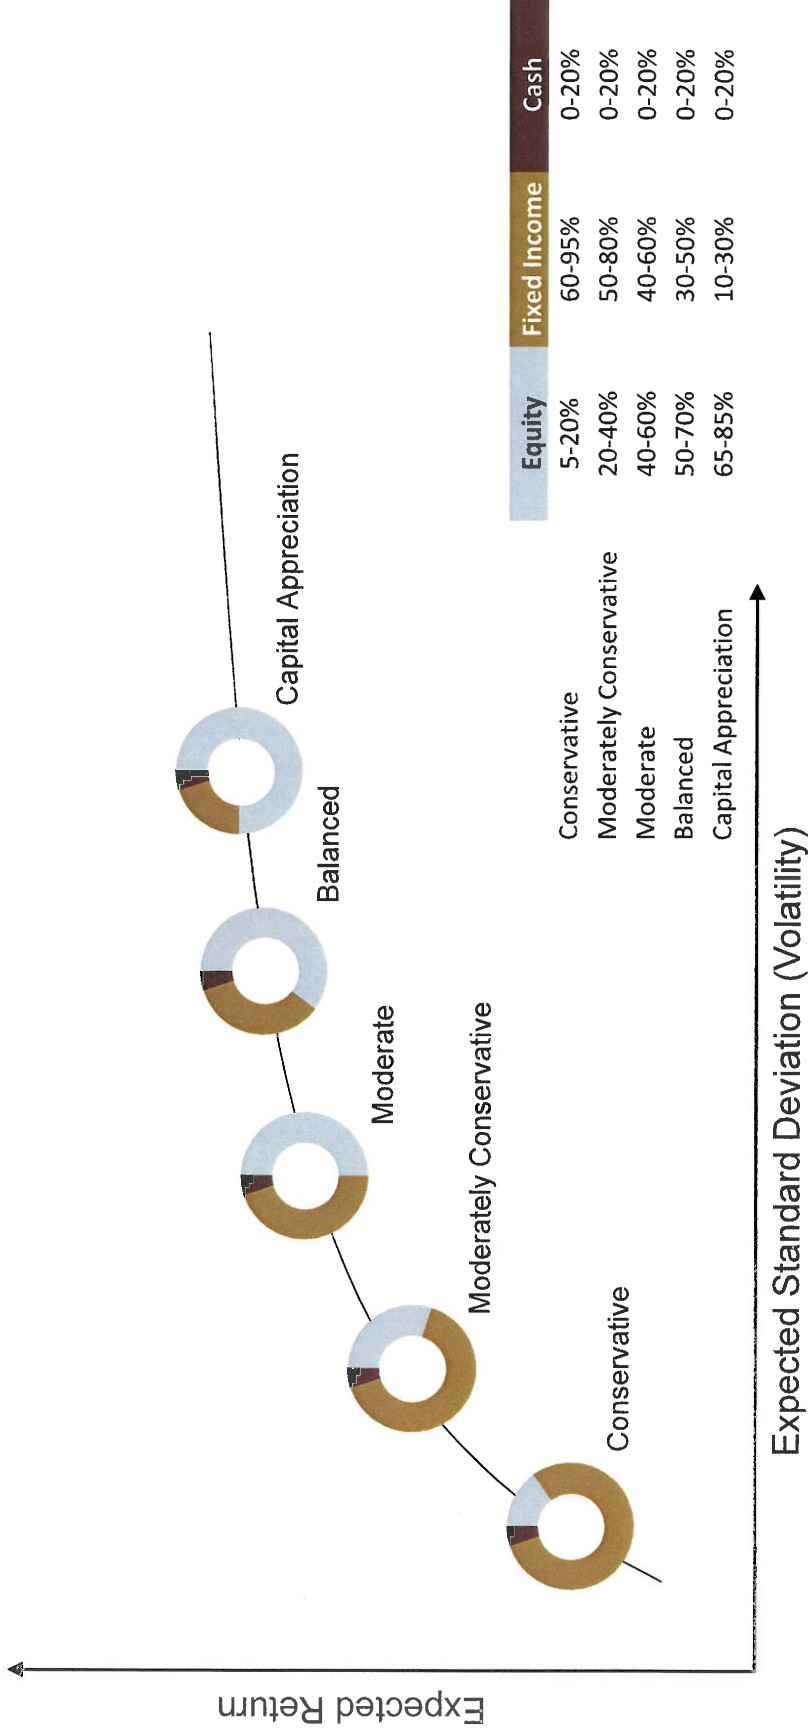 Expected Return
Capital Appreciation
Balanced
Moderate
Moderately Conservative
Conservative
Equity Fixed Income Cash
Conservative 5-20% 60-95% 0-20%
Moderately Conservative 20-40% 50-80% 0-20%
Moderate 40-60% 40-60% 0-20%
Balanced 50-70% 30-50% 0-20%
Capital Appreciation 65-85% 10-30% 0-20%
Expected Standard Deviation (Volatility)